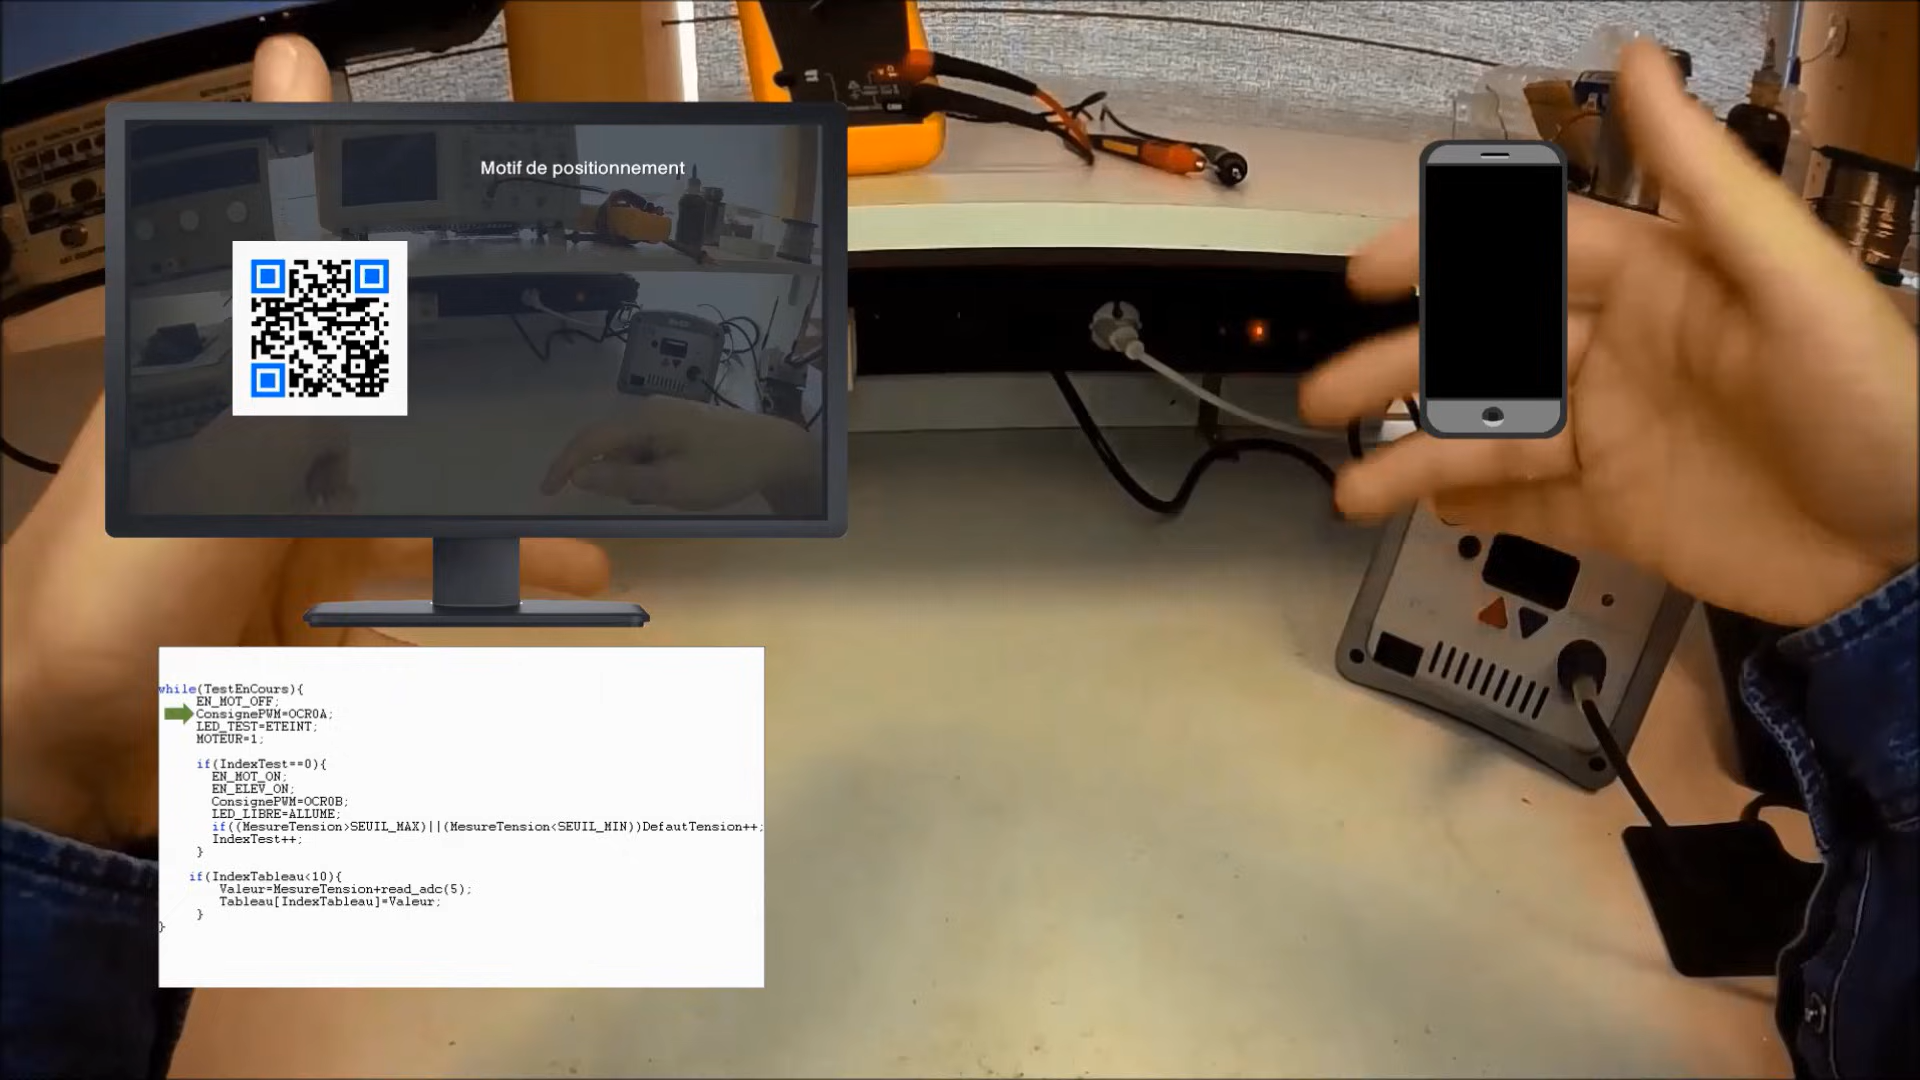 Motif de positionnement
while(TestEnCours){
EN_MOT_OFF;
ConsignePWM=OCR0A;
LED_TEST=ETEINT;
MOTEUR=1;
if(IndexTest==0){
EN_MOT_ON;
EN_ELEV_ON;
ConsignePWM=OCR0B;
LED_LIBRE=ALLUME;
if((MesureTension>SEUIL_MAX)||(MesureTension<SEUIL_MIN))DefautTension++;
IndexTest++;
}
if(IndexTableau<10){
Valeur=MesureTension+read_adc(5);
Tableau[IndexTableau]=Valeur;
}
}